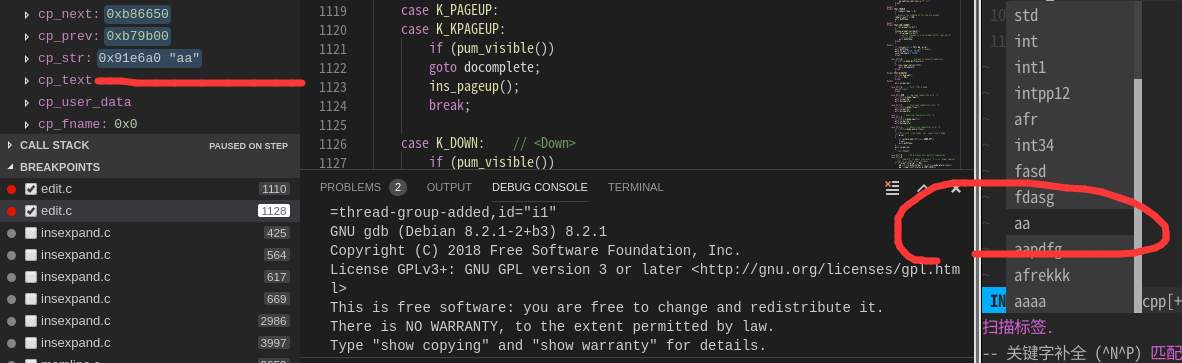 cp_next: 0xb86650
cp_prev: 0xb79b00
cp_str: 0x91e6a0 "aa"
cp_text
cp_user_data
cp_fname: 0x0
CALL STACK PAUSED ON STEP
BREAKPOINTS
edit.c 1110
edit.c 1128
insexpand.c 425
insexpand.c 564
insexpand.c 617
insexpand.c 669
insexpand.c 2986
insexpand.c 3997
1119 case K_PAGEUP:
1120 case K_KPAGEUP:
1121 if (pum_visible())
1122 goto docomplete;
1123 ins_pageup();
1124 break;
1125
1126 case K_DOWN: // <Down>
1127 if (pum_visible())
PROBLEMS 2 OUTPUT DEBUG CONSOLE TERMINAL
=thread-group-added,id="i1"
GNU gdb (Debian 8.2.1-2+b3) 8.2.1
Copyright (C) 2018 Free Software Foundation, Inc.
License GPLv3+: GNU GPL version 3 or later <http://gnu.org/licenses/gpl.htm
l>
This is free software: you are free to change and redistribute it.
There is NO WARRANTY, to the extent permitted by law.
Type "show copying" and "show warranty" for details.
10 std
11 int
~ int1
~ intpp12
~ afr
~ int34
~ fasd
~ fdasg
~ aa
~ aapdfg
~ afrekkk
IN aaaa cpp[+
扫描标签.
-- 关键字补全 (^N^P) 匹配